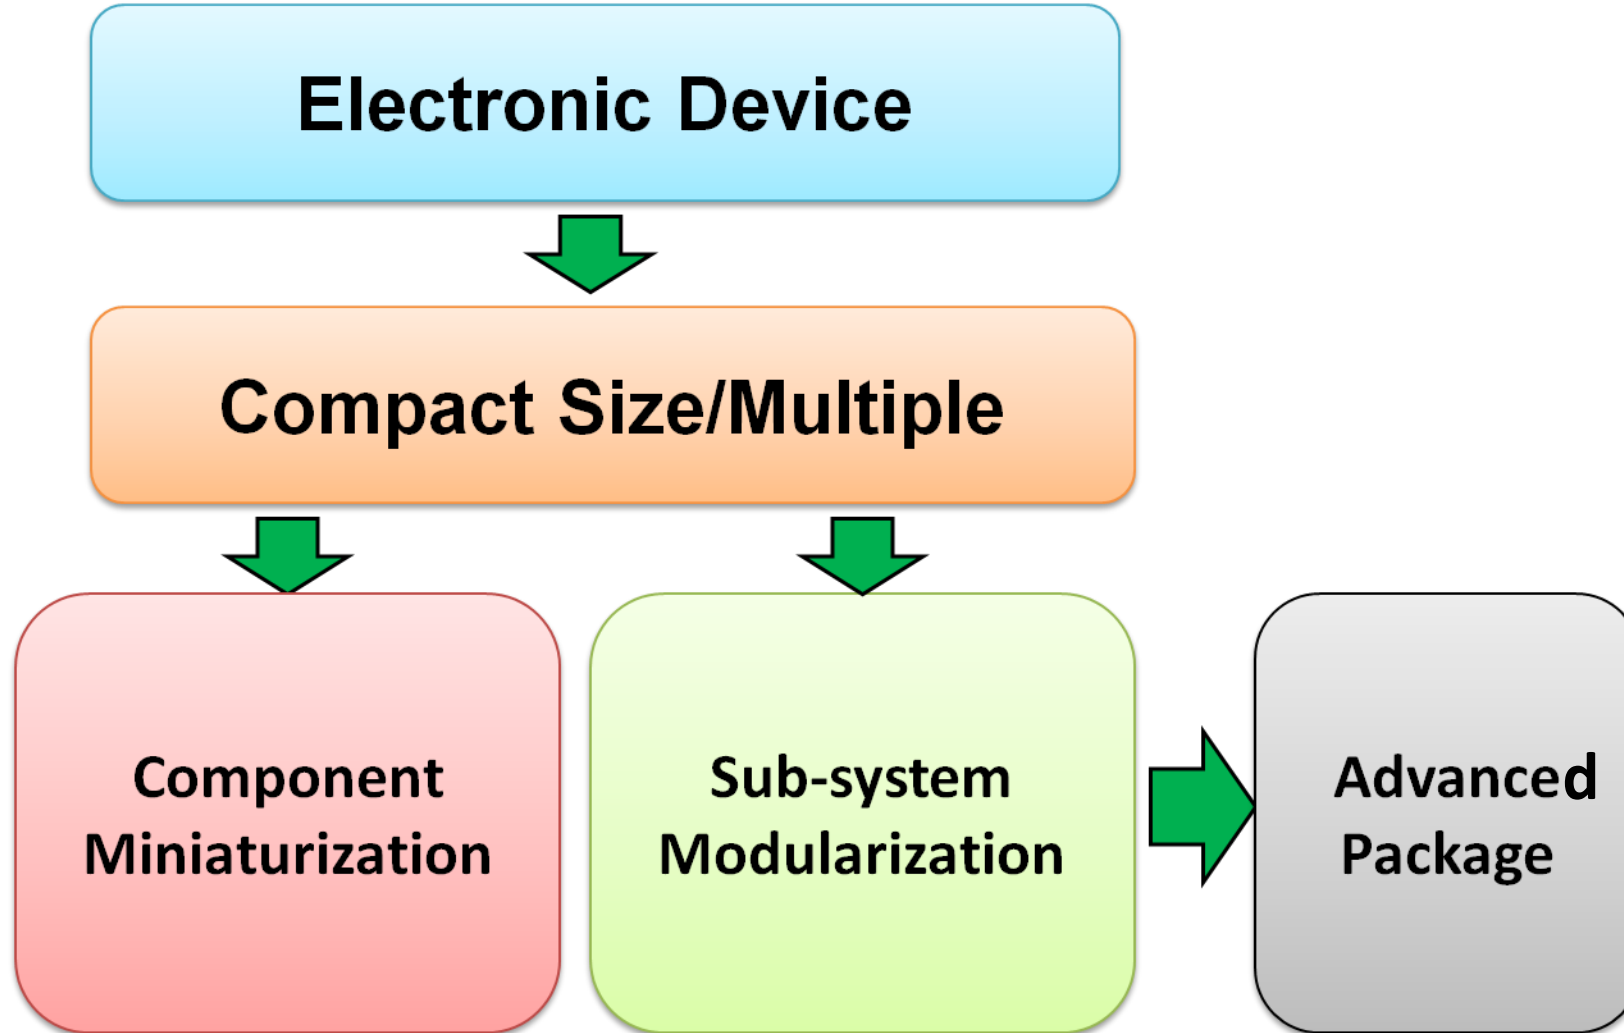 Electronic Device
Compact Size/Multiple
Component
Miniaturization
Sub-system
Modularization
Advanced
Package